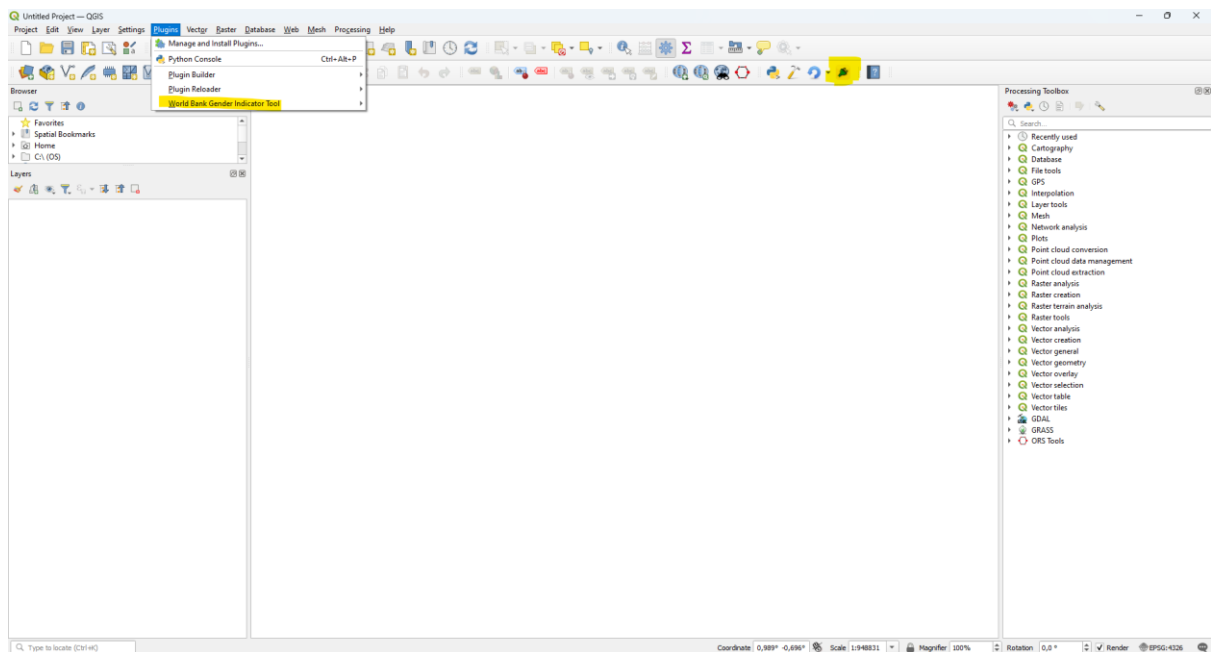 Untitled Project — QGIS
Project Edit View Layer Settings Plugins Vector Raster Database Web Mesh Processing Help
Manage and Install Plugins...
Python Console Ctrl+Alt+P
Plugin Builder
Plugin Reloader
World Bank Gender Indicator Tool
Browser
Favorites
Spatial Bookmarks
Home
C:\ (OS)
Layers
Processing Toolbox
Search...
Recently used
Cartography
Database
File tools
GPS
Interpolation
Layer tools
Mesh
Network analysis
Plots
Point cloud conversion
Point cloud data management
Point cloud extraction
Raster analysis
Raster creation
Raster terrain analysis
Raster tools
Vector analysis
Vector creation
Vector general
Vector geometry
Vector overlay
Vector selection
Vector table
Vector tiles
GDAL
GRASS
ORS Tools
Type to locate (Ctrl+K) Coordinate 0,989° -0,696° Scale 1:948831 Magnifier 100% Rotation 0,0 ° Render EPSG:4326